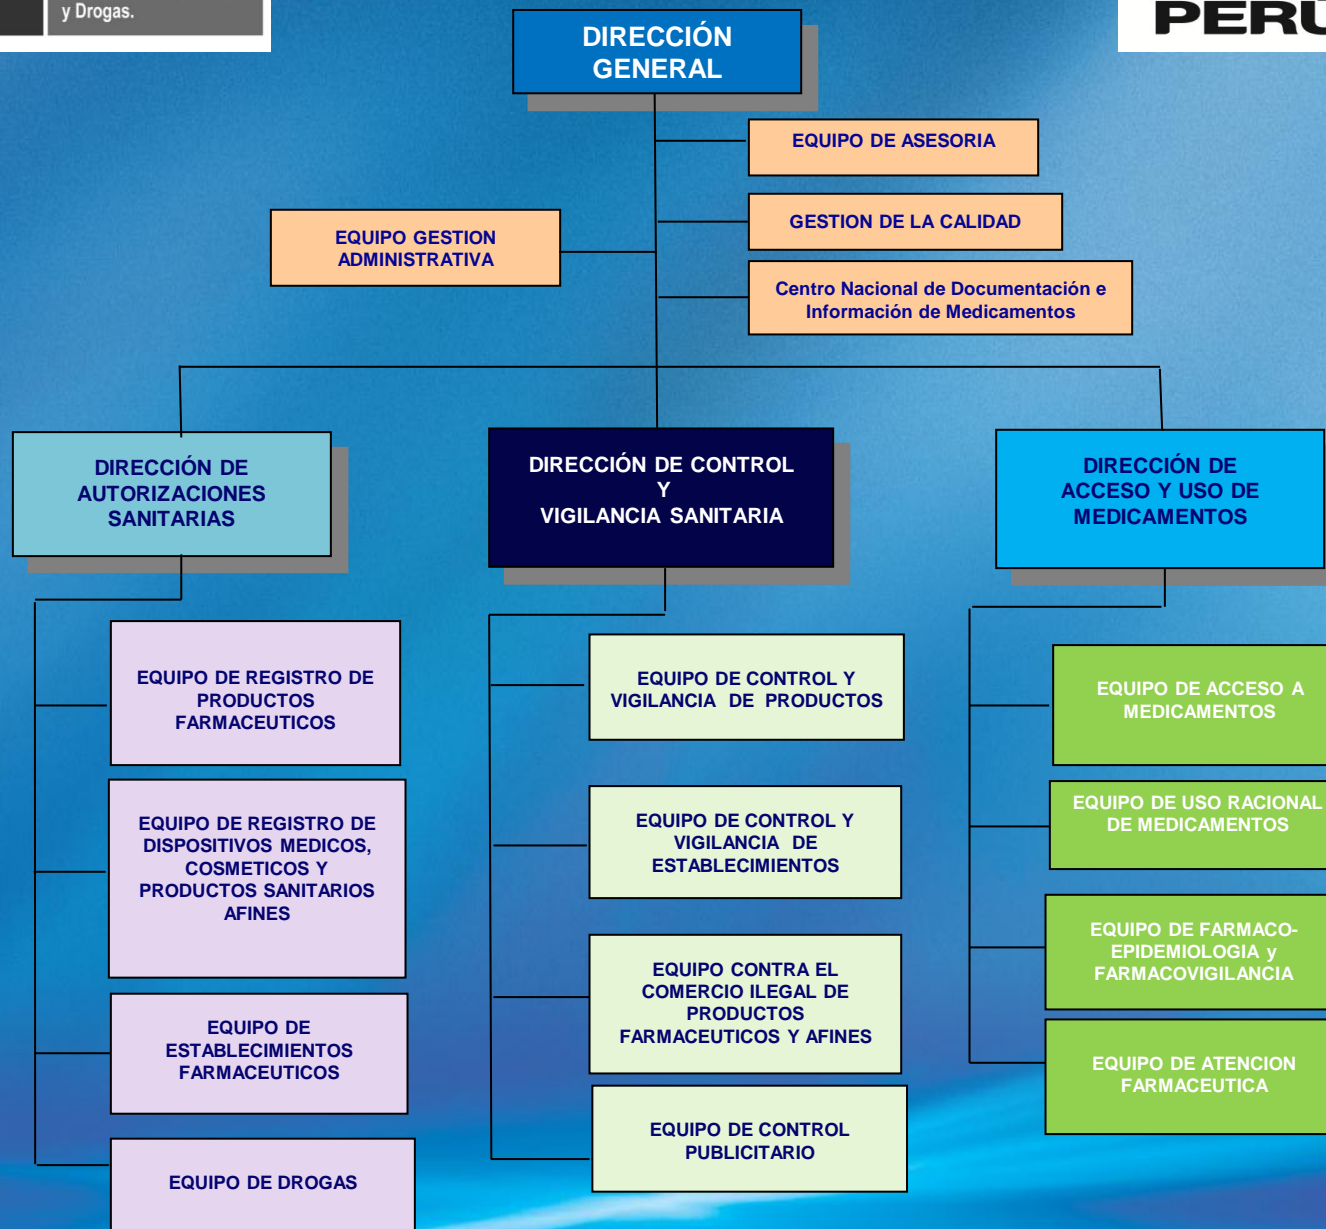 y Drogas.
PERÚ
DIRECCIÓN
GENERAL
EQUIPO DE ASESORIA
GESTION DE LA CALIDAD
EQUIPO GESTION
ADMINISTRATIVA
Centro Nacional de Documentación e
Información de Medicamentos
DIRECCIÓN DE
AUTORIZACIONES
SANITARIAS
DIRECCIÓN DE CONTROL
Y
VIGILANCIA SANITARIA
DIRECCIÓN DE
ACCESO Y USO DE
MEDICAMENTOS
EQUIPO DE REGISTRO DE
PRODUCTOS
FARMACEUTICOS
EQUIPO DE REGISTRO DE
DISPOSITIVOS MEDICOS,
COSMETICOS Y
PRODUCTOS SANITARIOS
AFINES
EQUIPO DE
ESTABLECIMIENTOS
FARMACEUTICOS
EQUIPO DE DROGAS
EQUIPO DE CONTROL Y
VIGILANCIA DE PRODUCTOS
EQUIPO DE CONTROL Y
VIGILANCIA DE
ESTABLECIMIENTOS
EQUIPO CONTRA EL
COMERCIO ILEGAL DE
PRODUCTOS
FARMACEUTICOS Y AFINES
EQUIPO DE CONTROL
PUBLICITARIO
EQUIPO DE ACCESO A
MEDICAMENTOS
EQUIPO DE USO RACIONAL
DE MEDICAMENTOS
EQUIPO DE FARMACO-
EPIDEMIOLOGIA y
FARMACOVIGILANCIA
EQUIPO DE ATENCION
FARMACEUTICA